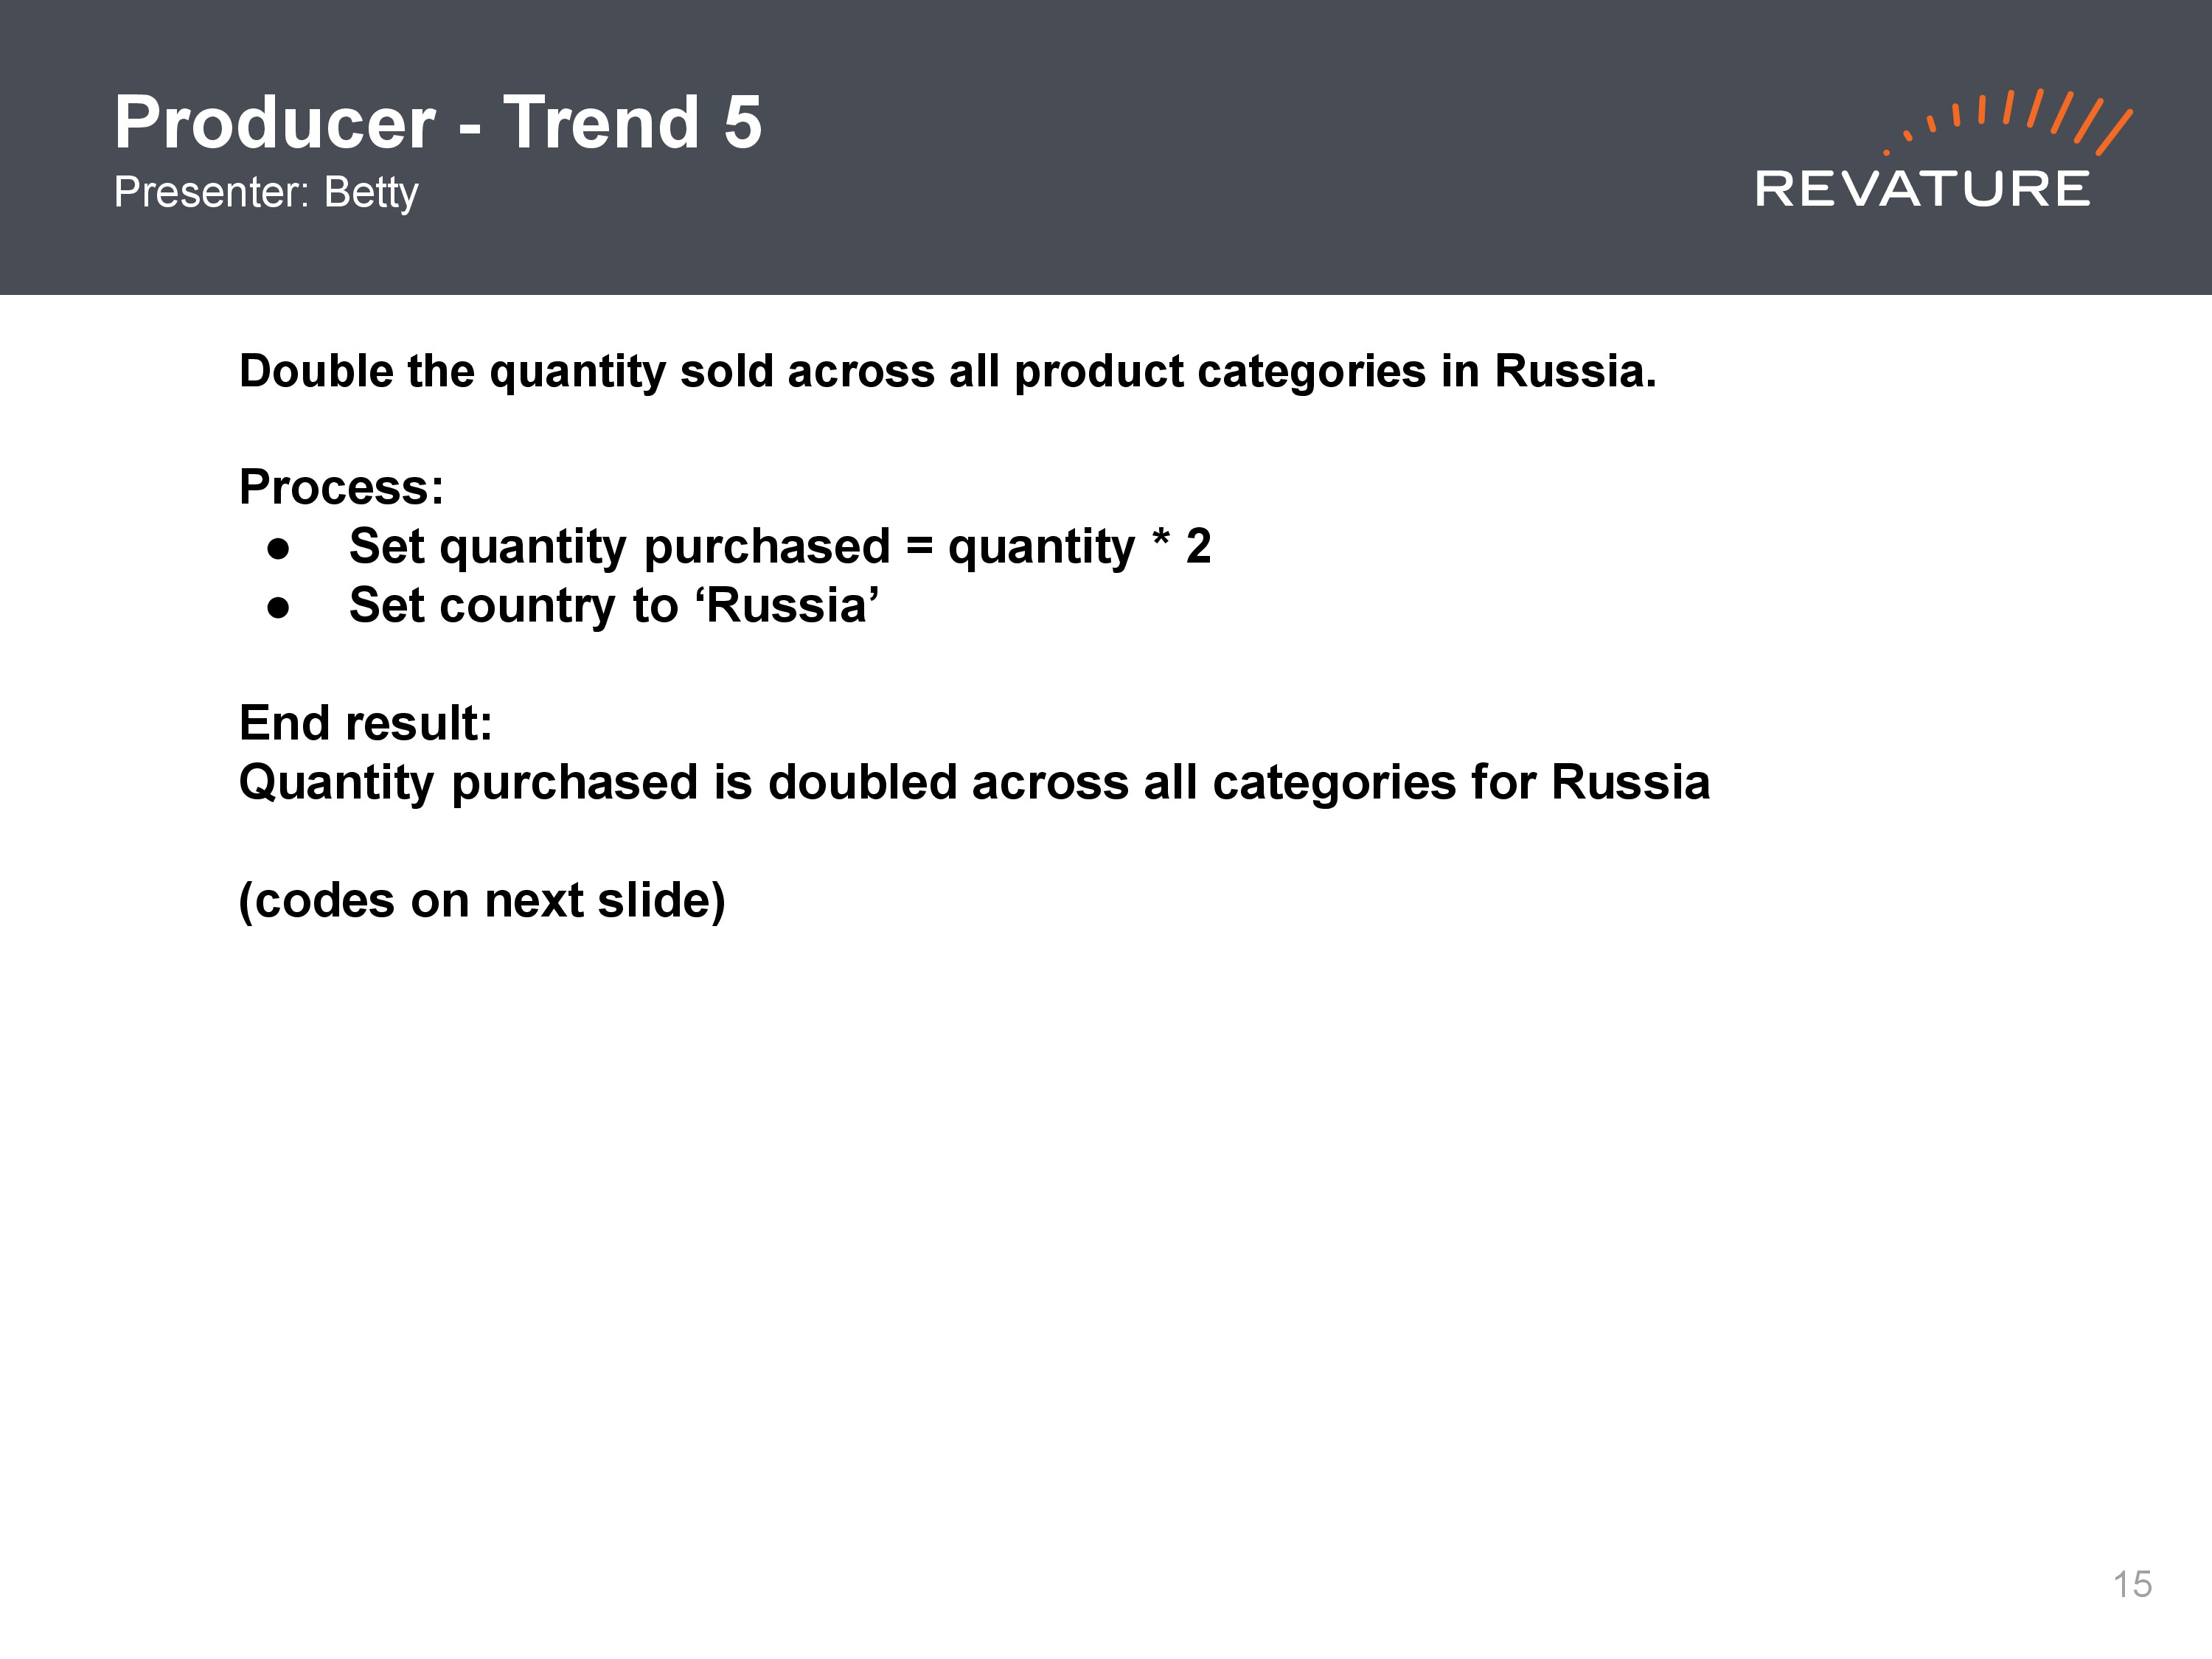 Producer - Trend 5
Presenter: Betty
REVATURE
Double the quantity sold across all product categories in Russia.
Process:
● Set quantity purchased = quantity * 2
● Set country to ‘Russia’
End result:
Quantity purchased is doubled across all categories for Russia
(codes on next slide)
15